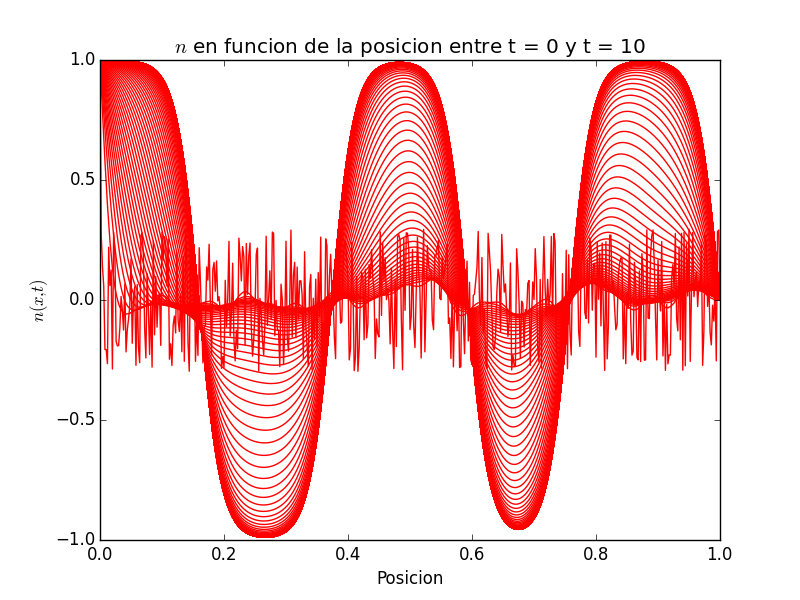 n en funcion de la posicion entre t = 0 y t = 10
1.0
0.5
0.0
−0.5
−1.0
n(x,t)
0.0 0.2 0.4 0.6 0.8 1.0
Posicion